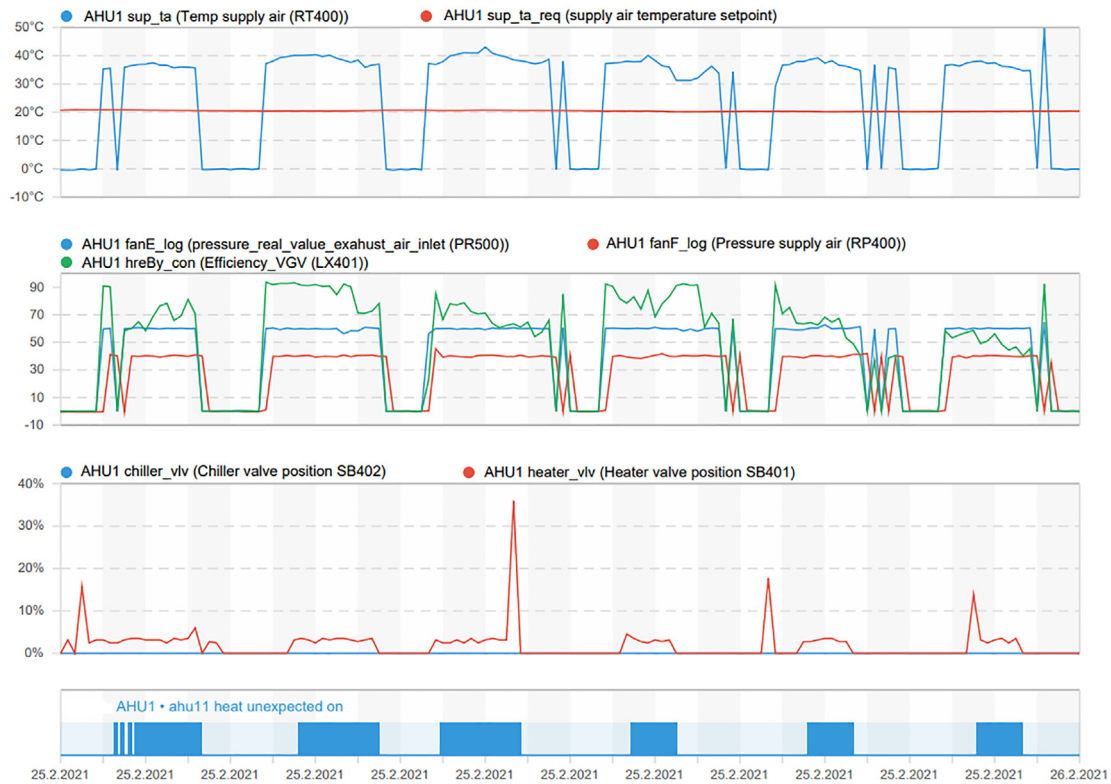 AHU1 sup_ta (Temp supply air (RT400)) AHU1 sup_ta_req (supply air temperature setpoint)
50°C
40°C
30°C
20°C
10°C
0°C
-10°C
AHU1 fanE_log (pressure_real_value_exahust_air_inlet (PR500)) AHU1 fanF_log (Pressure supply air (RP400))
AHU1 hreBy_con (Efficiency_VGV (LX401))
90
70
50
30
10
-10
AHU1 chiller_vlv (Chiller valve position SB402) AHU1 heater_vlv (Heater valve position SB401)
40%
30%
20%
10%
0%
AHU1 • ahu11 heat unexpected on
25.2.2021 25.2.2021 25.2.2021 25.2.2021 25.2.2021 25.2.2021 25.2.2021 25.2.2021 25.2.2021 25.2.2021 25.2.2021 25.2.2021 26.2.2021